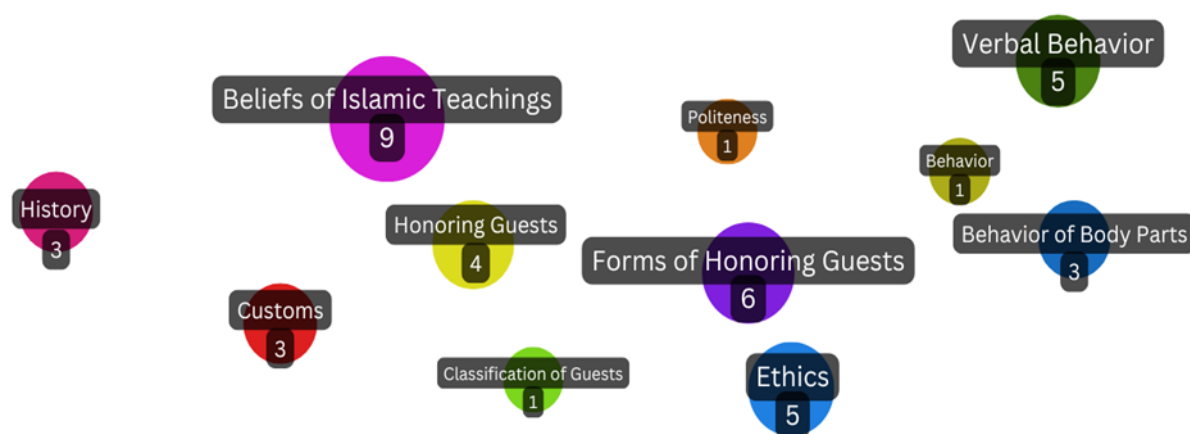 Verbal Behavior
5
Beliefs of Islamic Teachings
9
Politeness
1
Behavior
1
History
3
Honoring Guests
4
Forms of Honoring Guests
6
Behavior of Body Parts
3
Customs
3
Classification of Guests
1
Ethics
5